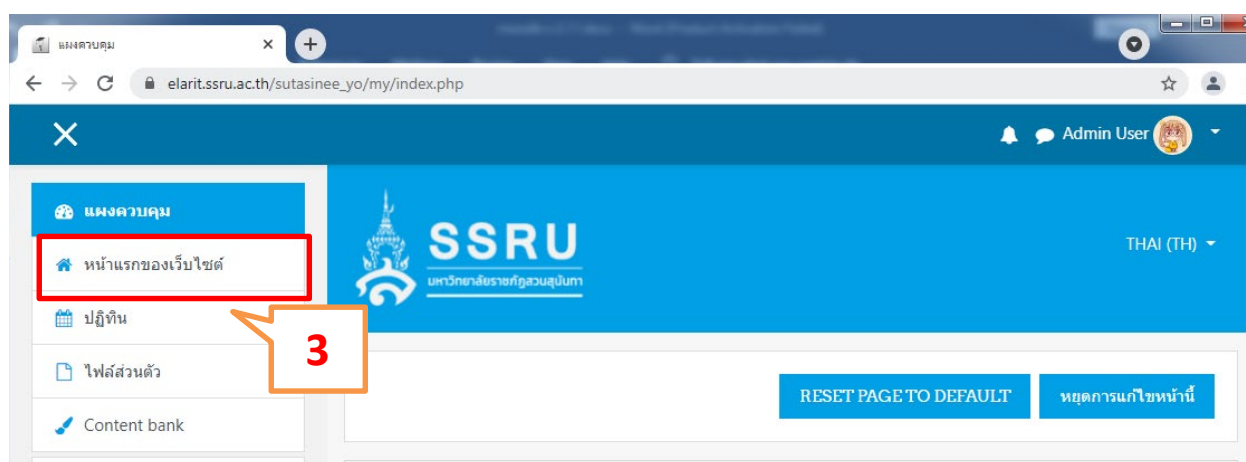 แผงควบคุม
elarit.ssru.ac.th/sutasinee_yo/my/index.php
Admin User
แผงควบคุม
หน้าแรกของเว็บไซต์
ปฏิทิน
ไฟล์ส่วนตัว
Content bank
3
SSRU
มหาวิทยาลัยราชภัฏสวนสุนันทา
THAI (TH)
RESET PAGE TO DEFAULT
หยุดการแก้ไขหน้านี้